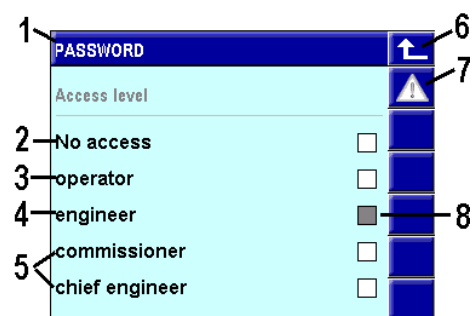 1 PASSWORD 6
7
Access level
2 No access
3 operator
4 engineer 8
5 commissioner
chief engineer